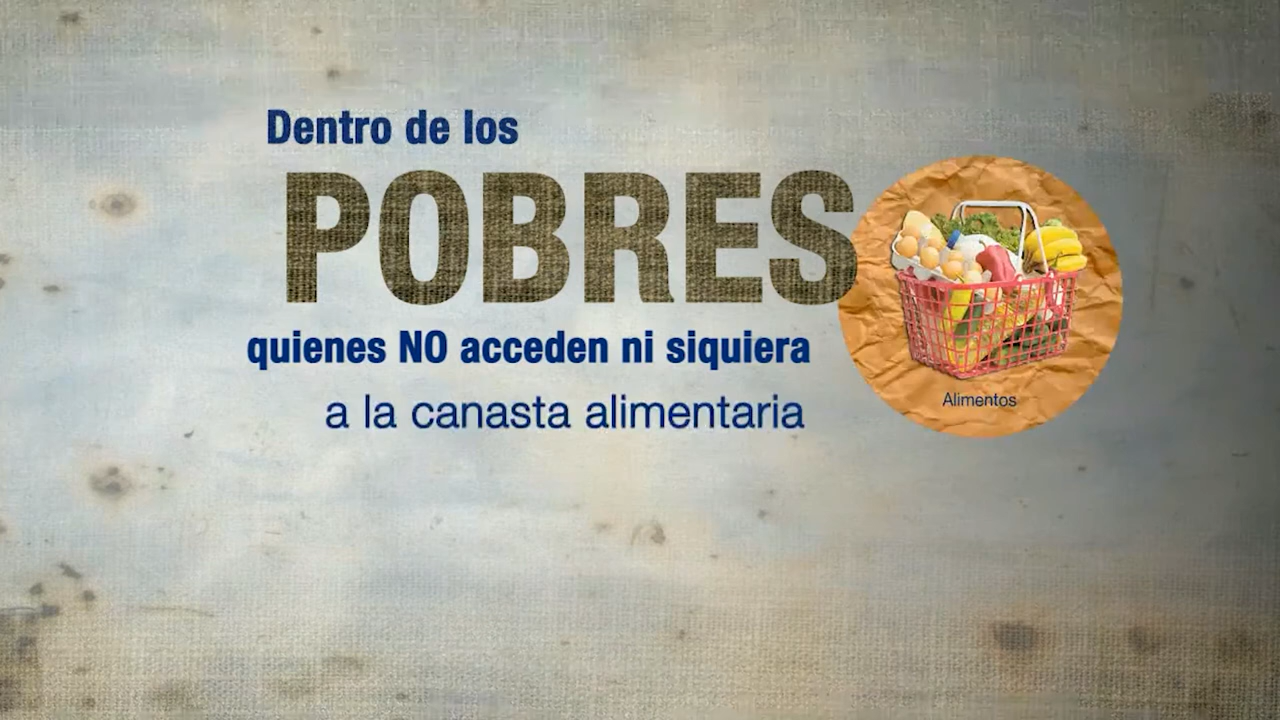 Dentro de los
POBRES
quienes NO acceden ni siquiera
a la canasta alimentaria
Alimentos